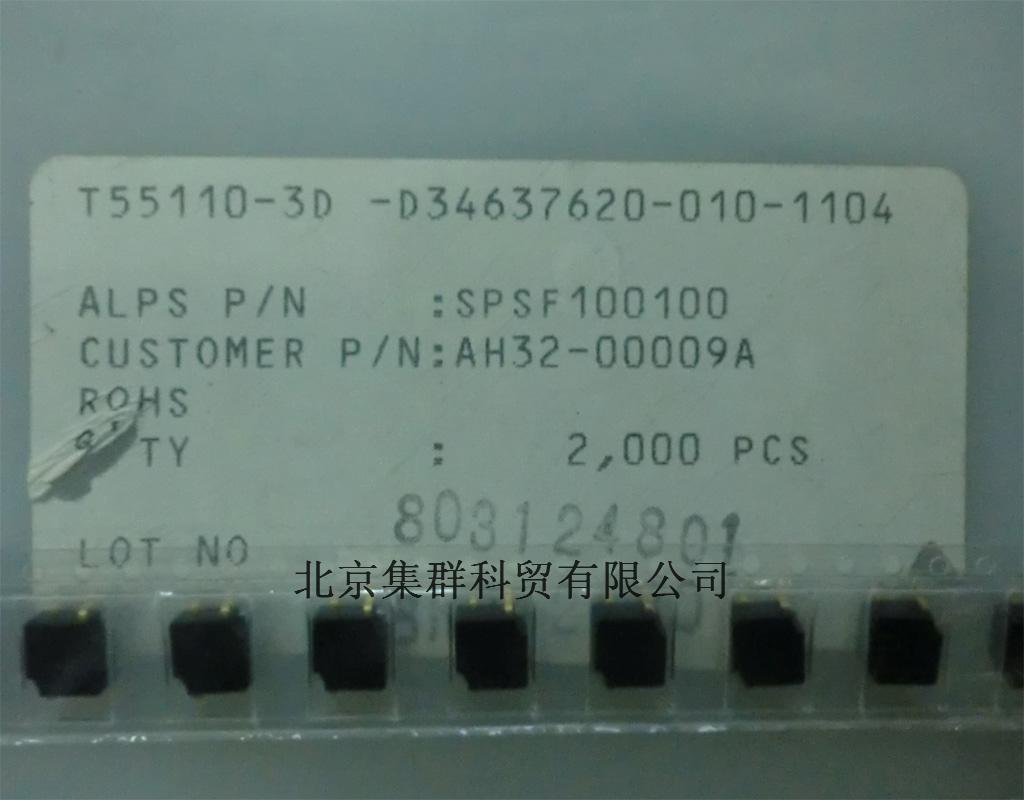 T55110-3D -D34637620-010-1104
ALPS P/N :SPSF100100
CUSTOMER P/N:AH32-00009A
ROHS
Q'TY : 2,000 PCS
803124801
LOT NO
北京集群科贸有限公司